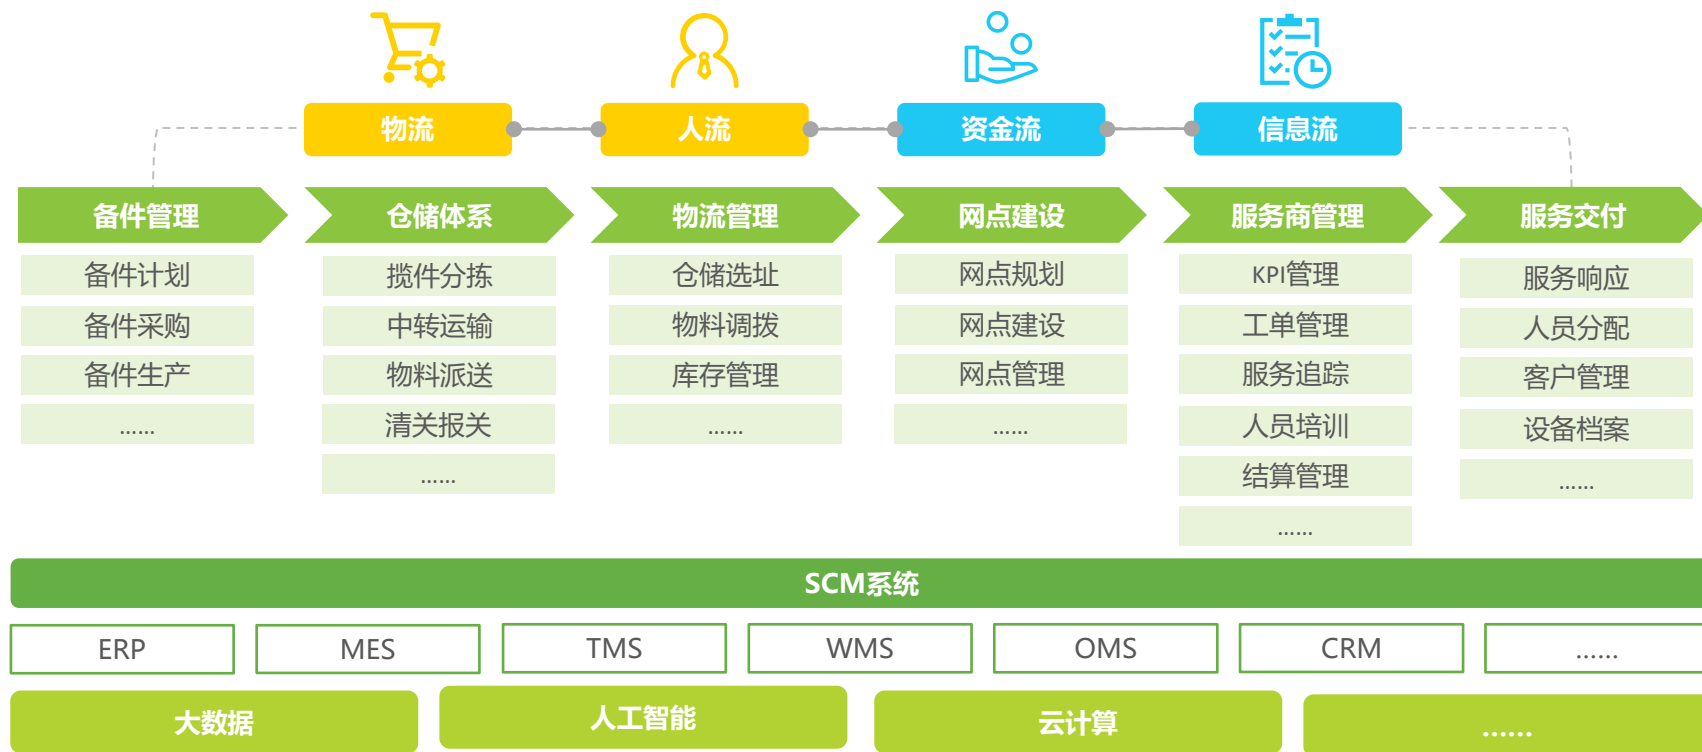 物流
人流
资金流
信息流
备件管理
备件计划
备件采购
备件生产
……
仓储体系
揽件分拣
中转运输
物料派送
清关报关
……
物流管理
仓储选址
物料调拨
库存管理
……
网点建设
网点规划
网点建设
网点管理
……
服务商管理
KPI管理
工单管理
服务追踪
人员培训
结算管理
……
服务交付
服务响应
人员分配
客户管理
设备档案
……
SCM系统
ERP
MES
TMS
WMS
OMS
CRM
……
大数据
人工智能
云计算
……